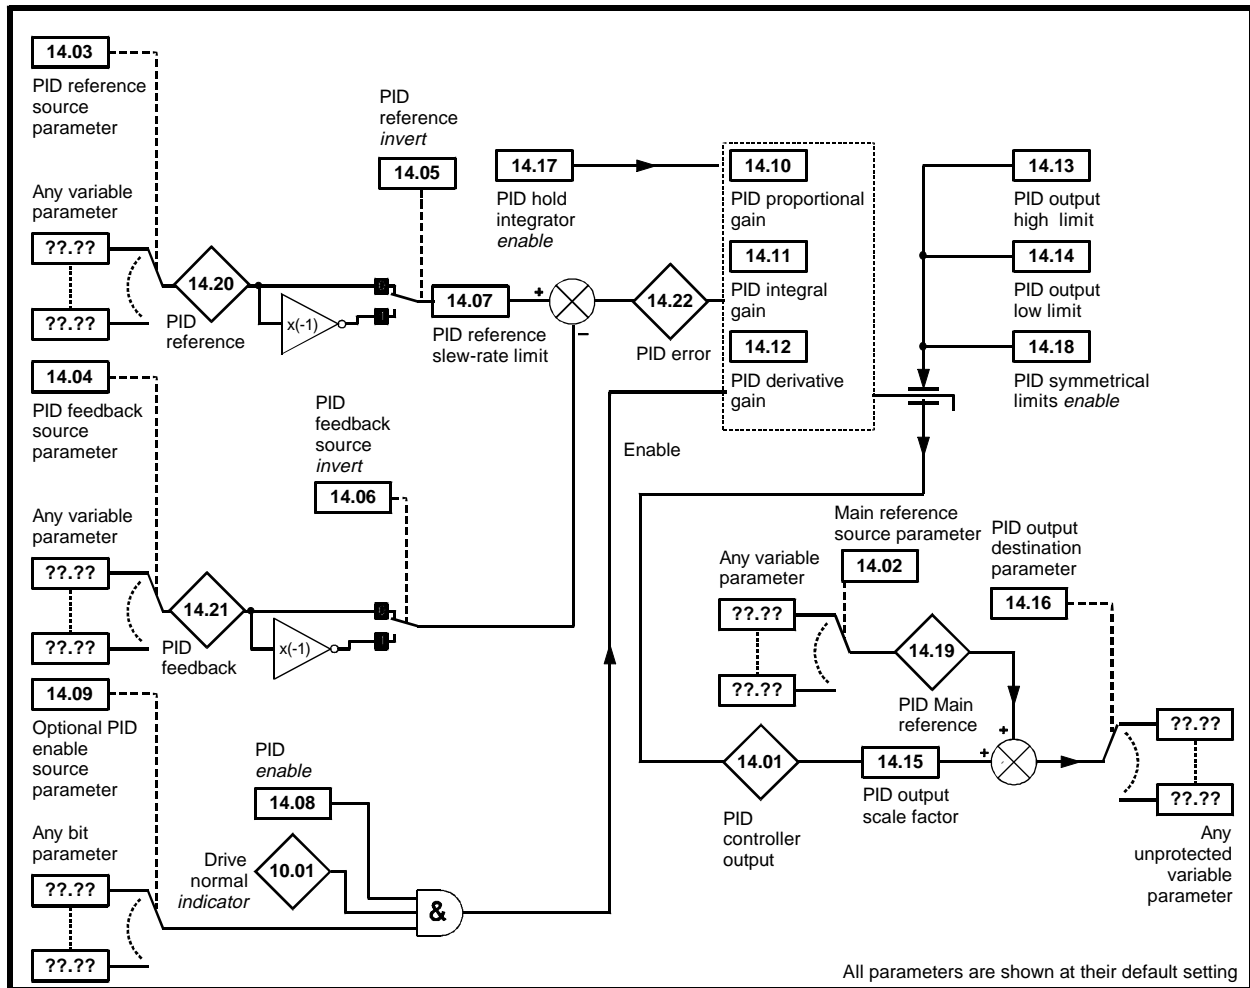 14.03
PID reference
source
parameter
Any variable
parameter
??.??
??.??
14.20
PID
reference
x(-1)
PID
reference
invert
14.05
14.07
PID reference
slew-rate limit
+
–
14.17
PID hold
integrator
enable
14.22
PID error
14.10
PID proportional
gain
14.11
PID integral
gain
14.12
PID derivative
gain
14.13
PID output
high limit
14.14
PID output
low limit
14.18
PID symmetrical
limits enable
14.04
PID feedback
source
parameter
Any variable
parameter
??.??
??.??
14.21
PID
feedback
x(-1)
PID
feedback
source
invert
14.06
Enable
14.09
Optional PID
enable
source
parameter
Any bit
parameter
??.??
??.??
PID
enable
14.08
Drive
normal
indicator
10.01
&
Any variable
parameter
??.??
??.??
Main reference
source parameter
14.02
14.19
PID Main
reference
14.01
PID
controller
output
14.15
PID output
scale factor
+
+
PID output
destination
parameter
14.16
??.??
??.??
Any
unprotected
variable
parameter
All parameters are shown at their default setting